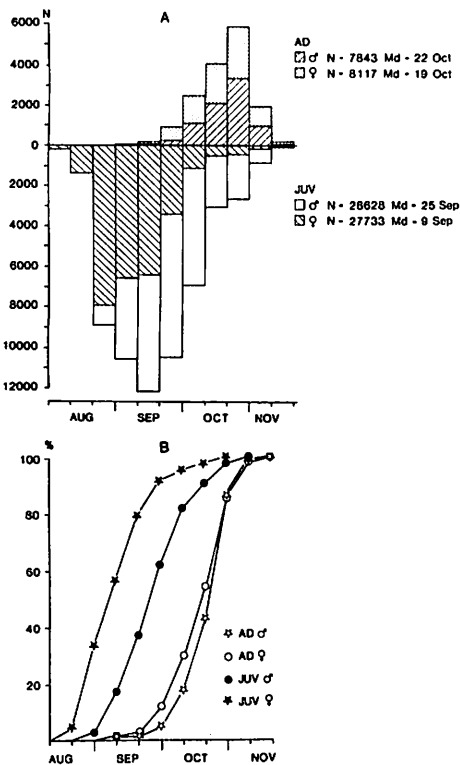 N A
6000
4000
2000
0
2000
4000
6000
8000
10000
12000
AUG SEP OCT NOV
AD
♂ N - 7843 Md - 22 Oct
♀ N - 8117 Md - 19 Oct
JUV
♂ N - 28628 Md - 25 Sep
♀ N - 27733 Md - 9 Sep
% B
100
80
60
40
20
AUG SEP OCT NOV
AD ♂
AD ♀
JUV ♂
JUV ♀